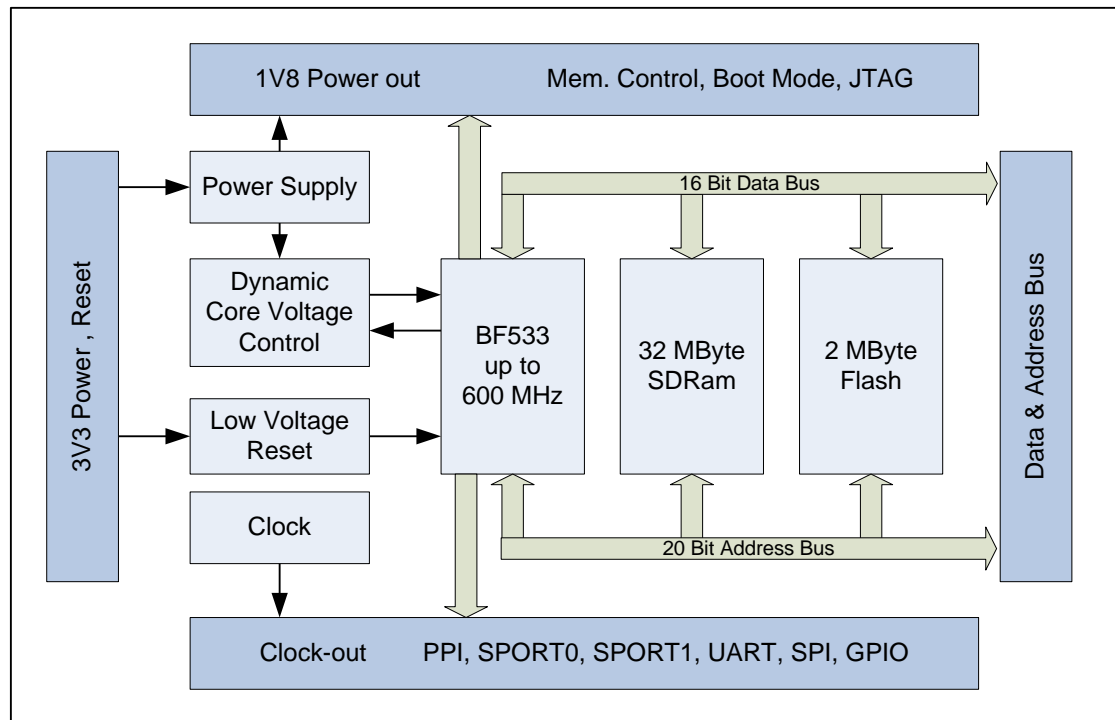 1V8 Power out
Mem. Control, Boot Mode, JTAG
3V3 Power , Reset
Power Supply
16 Bit Data Bus
Dynamic
Core Voltage
Control
BF533
up to
600 MHz
32 MByte
SDRam
2 MByte
Flash
Data & Address Bus
Low Voltage
Reset
Clock
20 Bit Address Bus
Clock-out
PPI, SPORT0, SPORT1, UART, SPI, GPIO